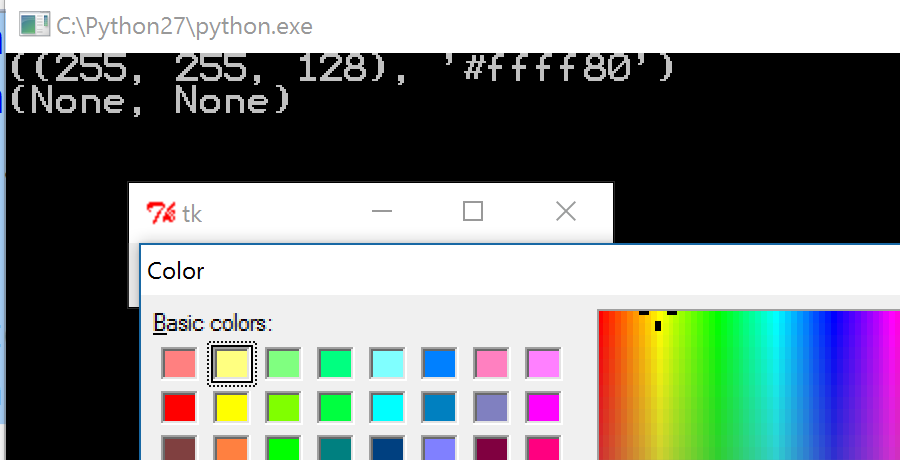 C:\Python27\python.exe
((255, 255, 128), '#ffff80')
(None, None)
tk
Color
Basic colors: